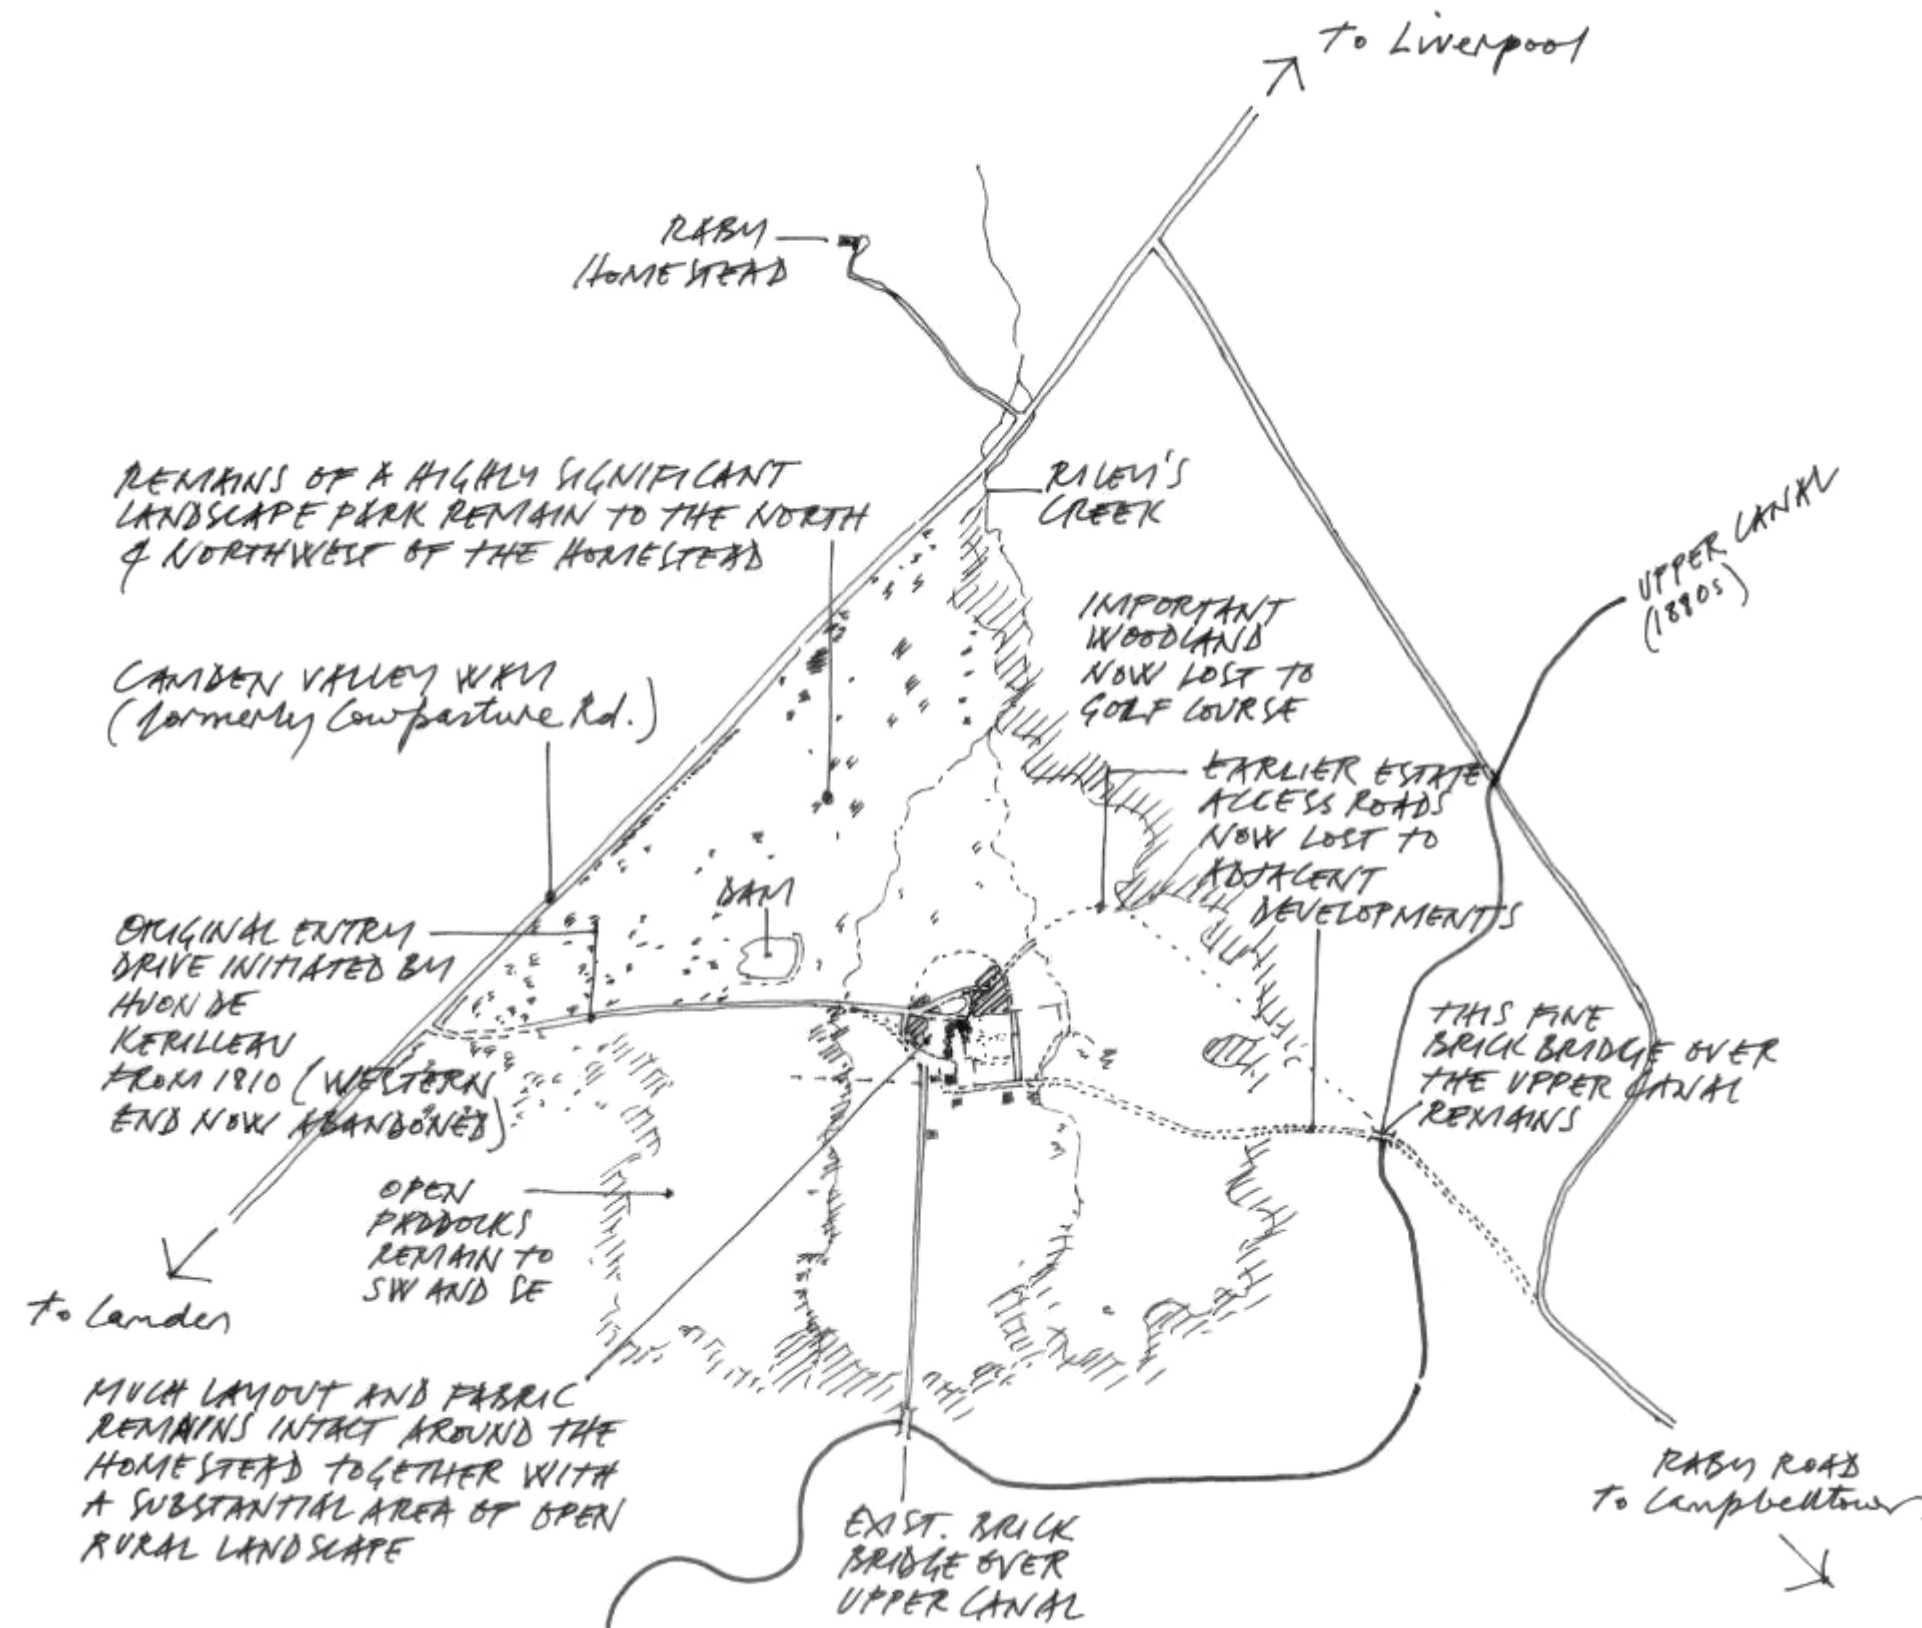 to Liverpool
RABY
HOMESTEAD
REMAINS OF A HIGHLY SIGNIFICANT
LANDSCAPE PARK REMAIN TO THE NORTH
& NORTHWEST OF THE HOMESTEAD
RILEY'S
CREEK
UPPER CANAL
(1880s)
IMPORTANT
WOODLAND
NOW LOST TO
GOLF COURSE
CAMDEN VALLEY WAY
(formerly Cowpasture Rd.)
EARLIER ESTATE
ACCESS ROADS
NOW LOST TO
ADJACENT
DEVELOPMENTS
DAM
ORIGINAL ENTRY
DRIVE INITIATED BY
HUON DE
KERILLEAU
FROM 1810 (WESTERN
END NOW ABANDONED)
THIS FINE
BRICK BRIDGE OVER
THE UPPER CANAL
REMAINS
OPEN
PADDOCKS
REMAIN TO
SW AND SE
to Camden
MUCH LAYOUT AND FABRIC
REMAINS INTACT AROUND THE
HOMESTEAD TOGETHER WITH
A SUBSTANTIAL AREA OF OPEN
RURAL LANDSCAPE
EXIST. BRICK
BRIDGE OVER
UPPER CANAL
RABY ROAD
to Campbelltown